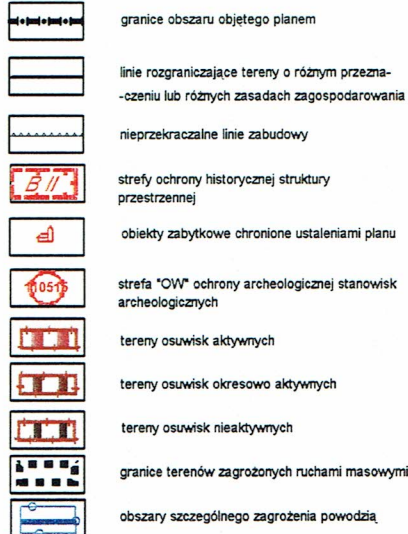 granice obszaru objętego planem
linie rozgraniczające tereny o różnym przezna-
-czeniu lub różnych zasadach zagospodarowania
nieprzekraczalne linie zabudowy
B II
strefy ochrony historycznej struktury
przestrzennej
obiekty zabytkowe chronione ustaleniami planu
110515
strefa "OW" ochrony archeologicznej stanowisk
archeologicznych
tereny osuwisk aktywnych
tereny osuwisk okresowo aktywnych
tereny osuwisk nieaktywnych
granice terenów zagrożonych ruchami masowymi
obszary szczególnego zagrożenia powodzią